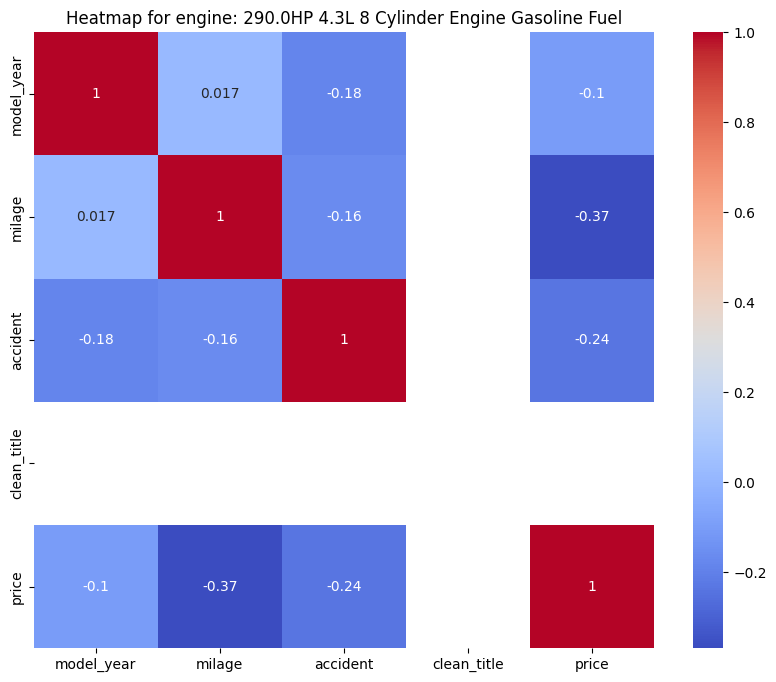 Heatmap for engine: 290.0HP 4.3L 8 Cylinder Engine Gasoline Fuel
model_year 1 0.017 -0.18 -0.1
milage 0.017 1 -0.16 -0.37
accident -0.18 -0.16 1 -0.24
clean_title
price -0.1 -0.37 -0.24 1
model_year milage accident clean_title price
1.0
0.8
0.6
0.4
0.2
0.0
−0.2